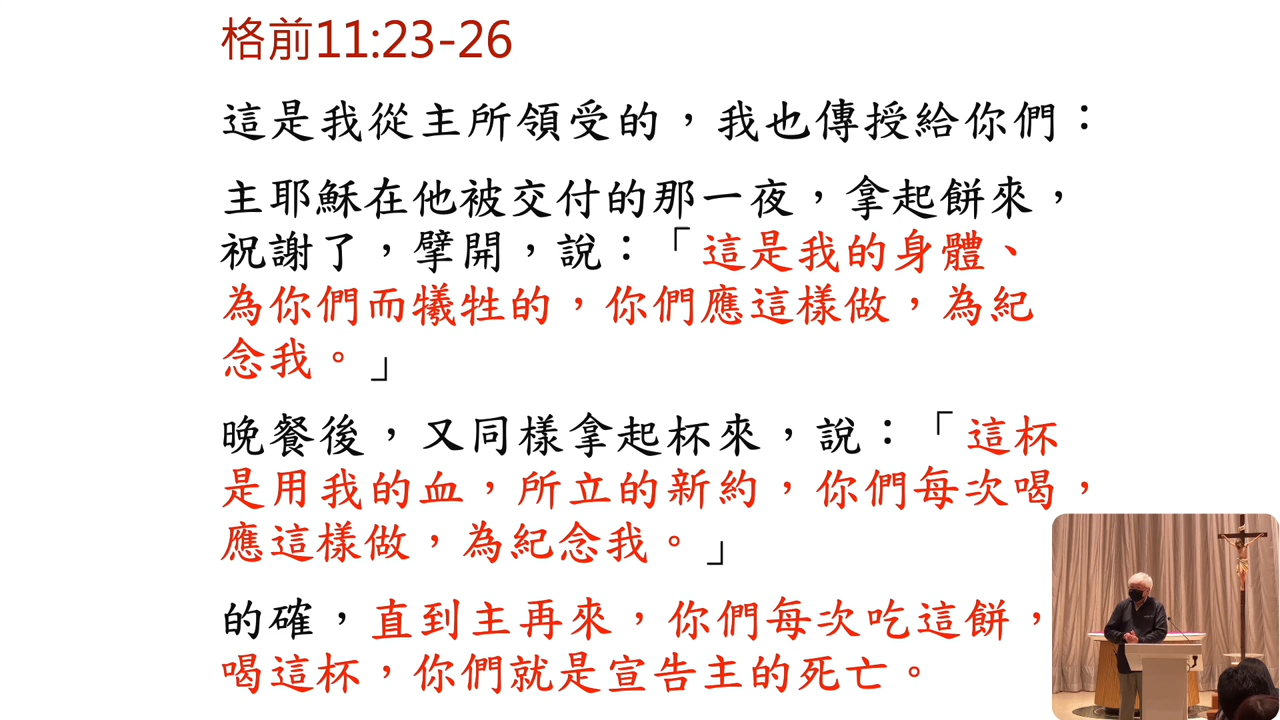 格前11:23-26
這是我從主所領受的，我也傳授給你們：
主耶穌在他被交付的那一夜，拿起餅來，
祝謝了，擘開，說：「這是我的身體、
為你們而犧牲的，你們應這樣做，為紀
念我。」
晚餐後，又同樣拿起杯來，說：「這杯
是用我的血，所立的新約，你們每次喝，
應這樣做，為紀念我。」
的確，直到主再來，你們每次吃這餅，
喝這杯，你們就是宣告主的死亡。